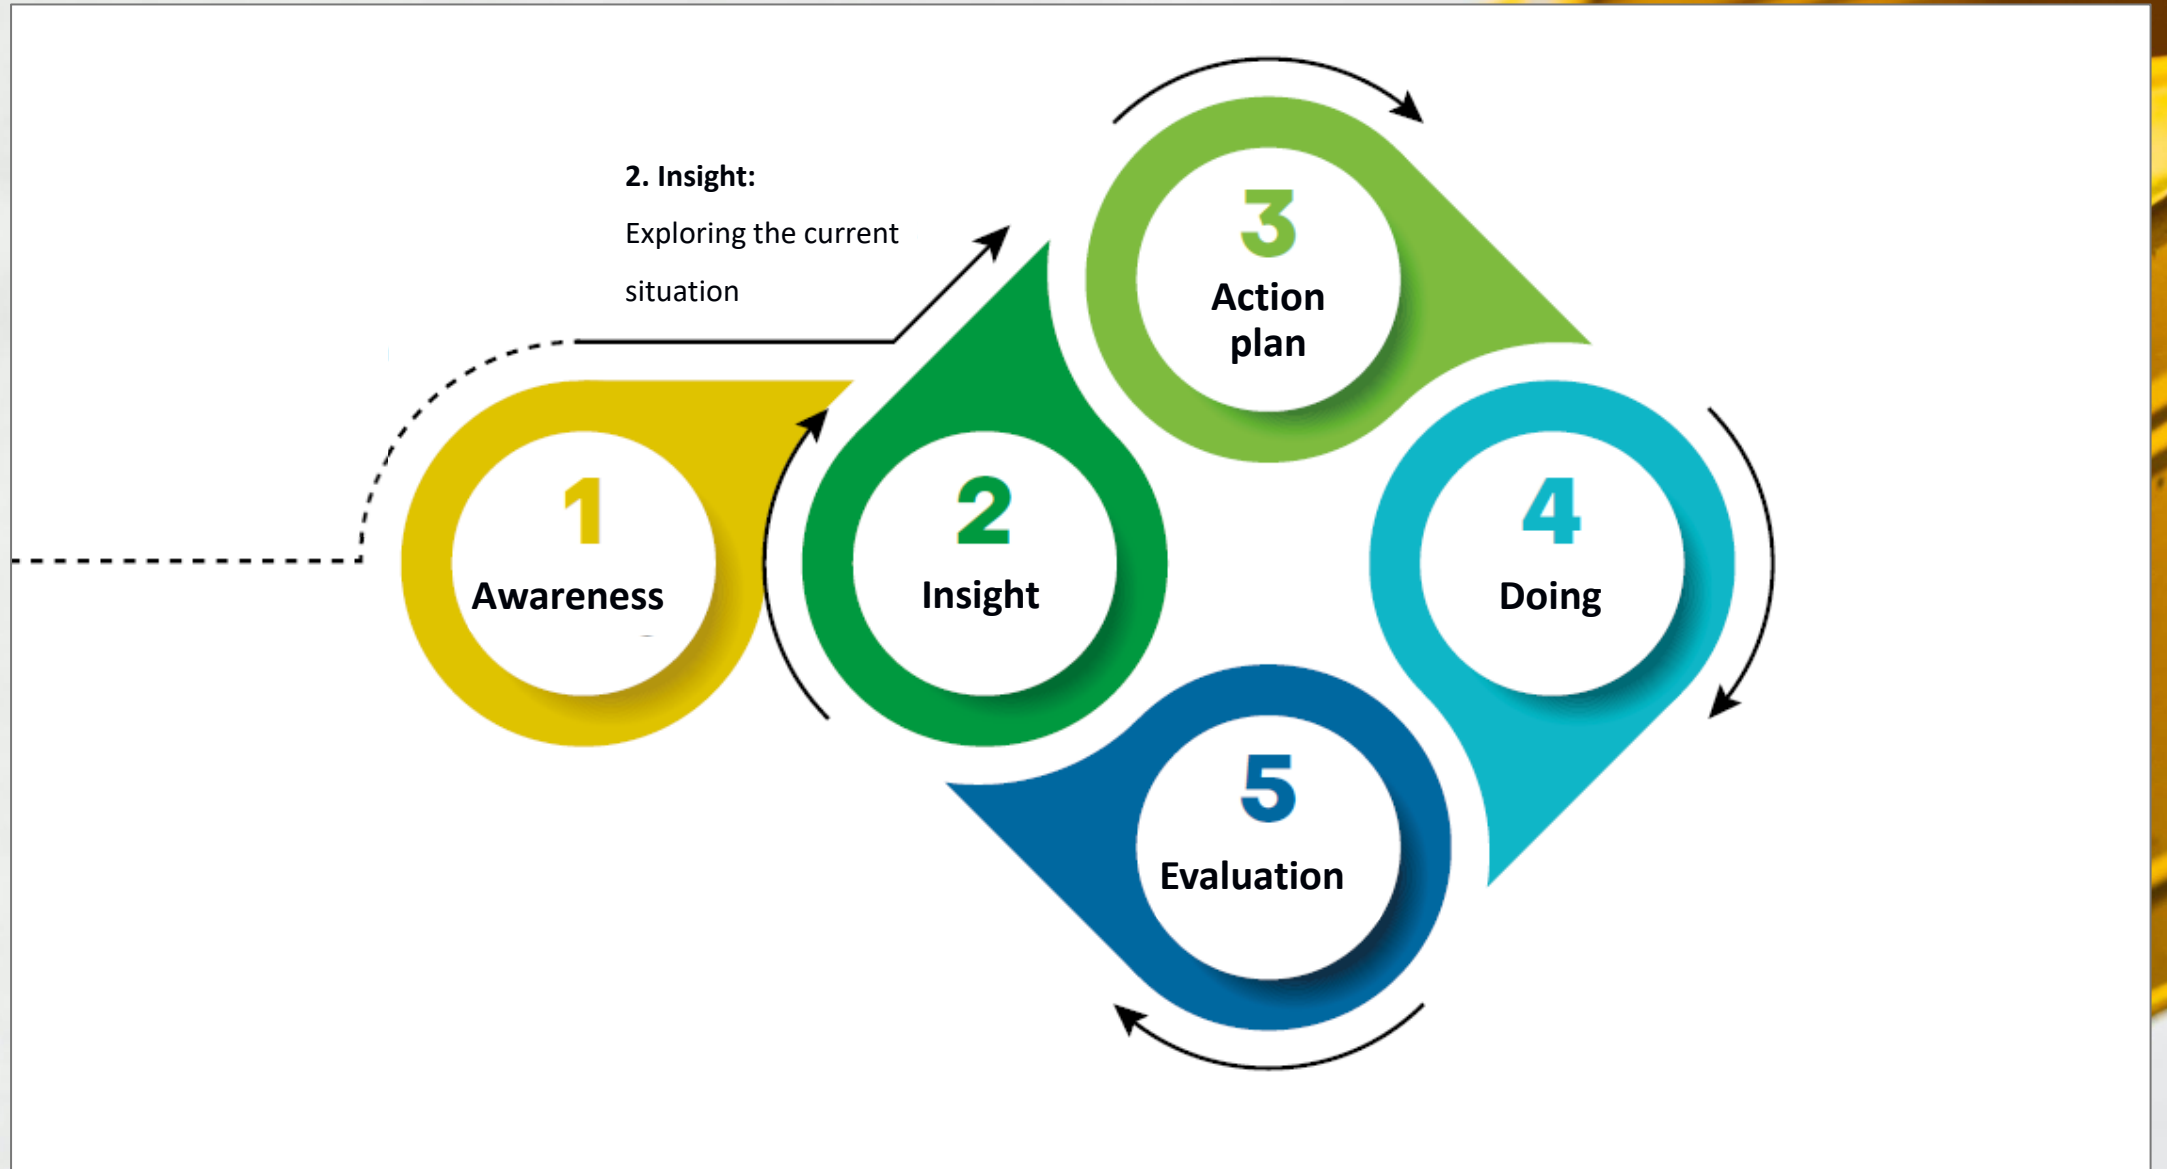 2. Insight:
Exploring the current
situation
1
Awareness
2
Insight
3
Action
plan
4
Doing
5
Evaluation